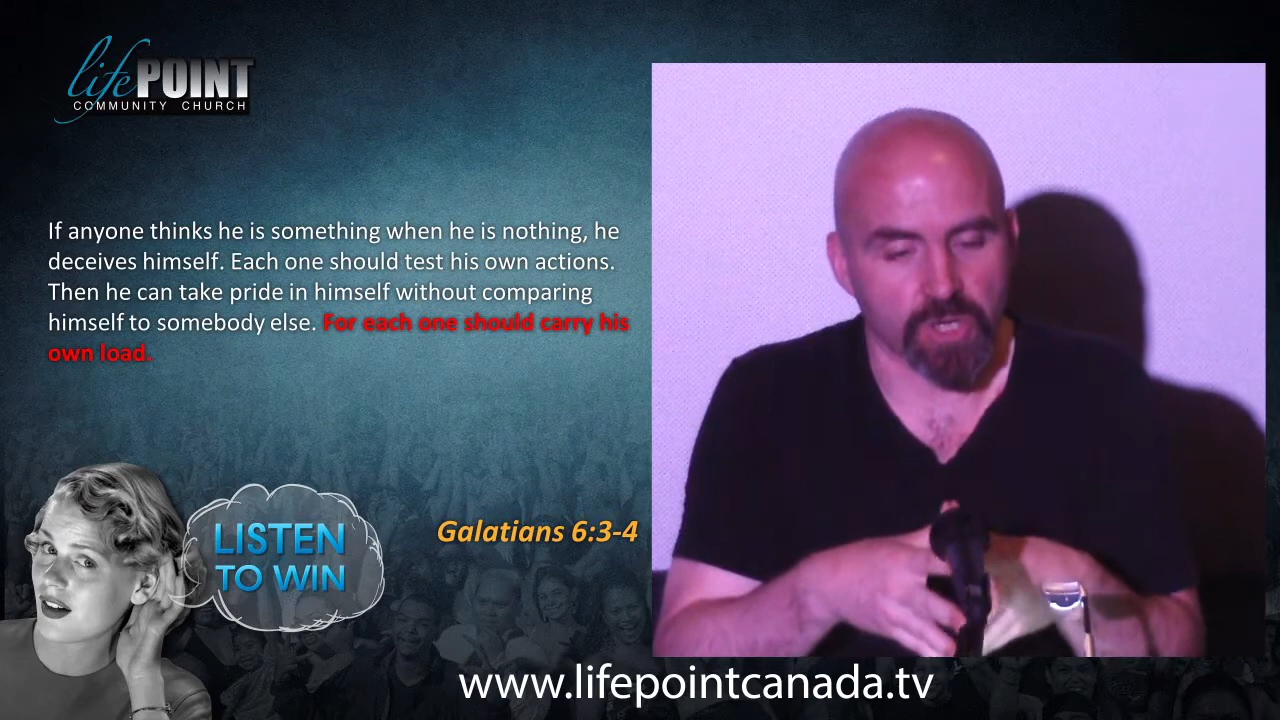 lifePOINT
COMMUNITY CHURCH
If anyone thinks he is something when he is nothing, he
deceives himself. Each one should test his own actions.
Then he can take pride in himself without comparing
himself to somebody else. For each one should carry his
own load.
LISTEN
TO WIN
Galatians 6:3-4
www.lifepointcanada.tv